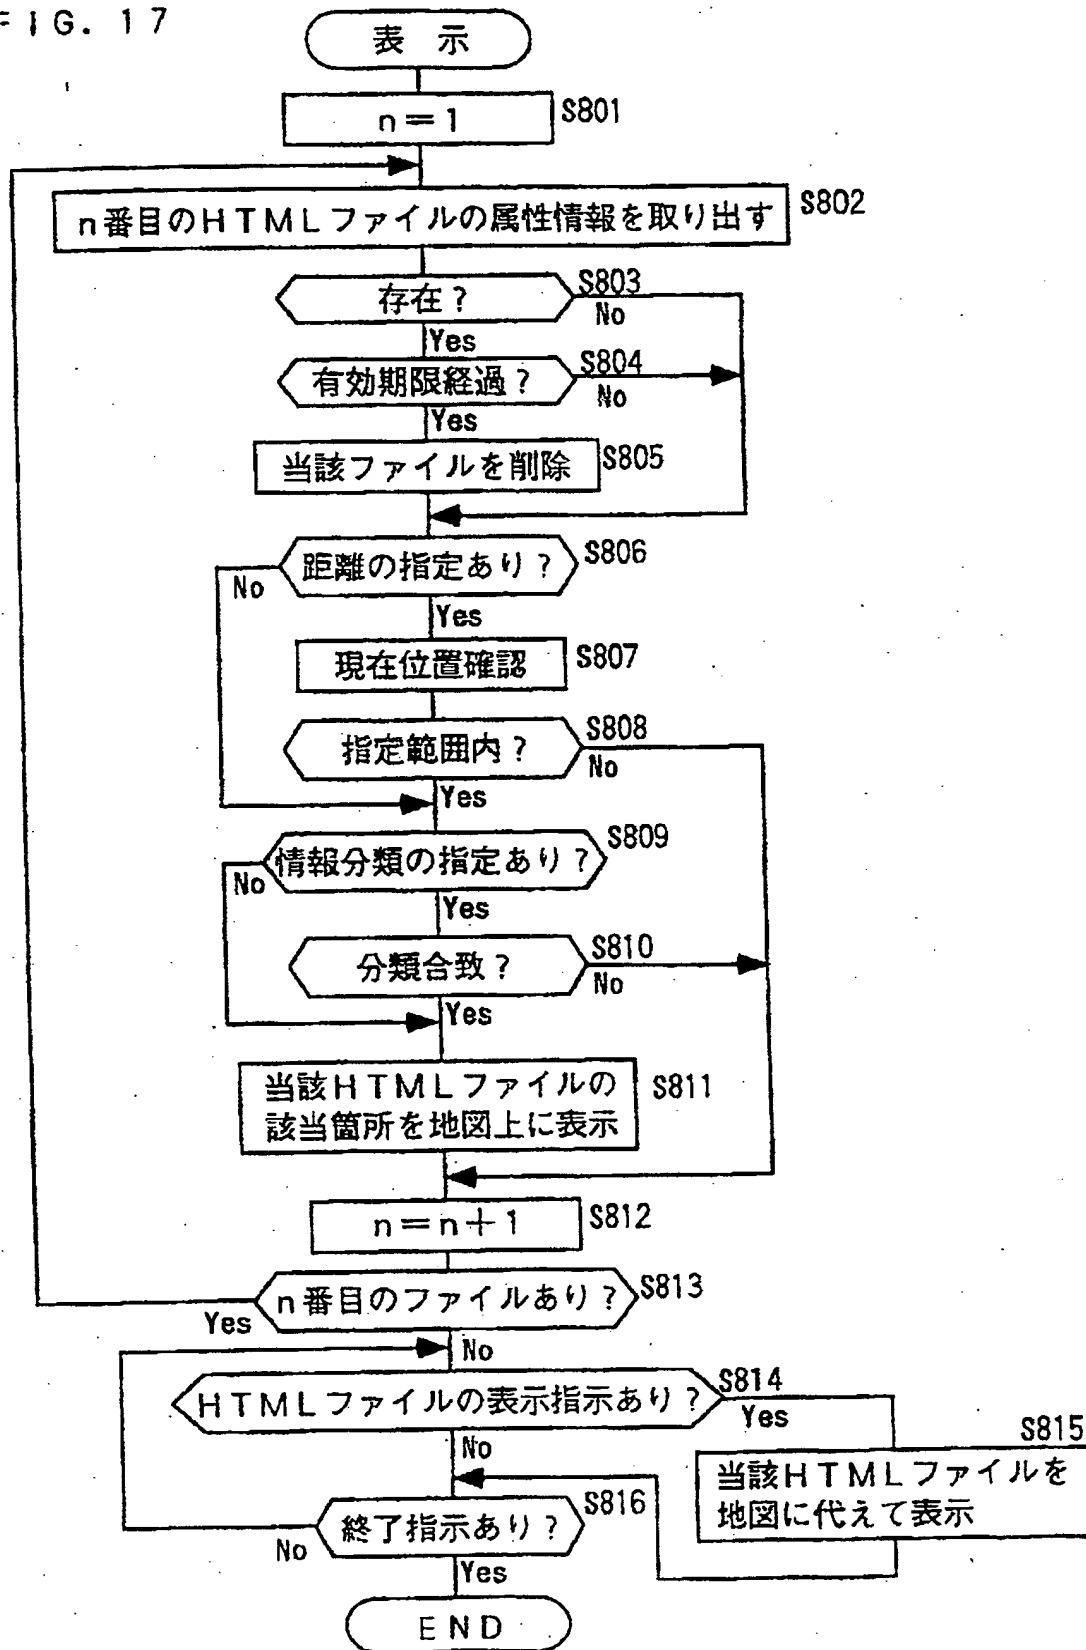 FIG. 17
表 示
n=1
S801
n番目のHTMLファイルの属性情報を取り出す
S802
存在?
S803
No
Yes
有効期限経過?
S804
No
Yes
当該ファイルを削除
S805
距離の指定あり?
S806
No
Yes
現在位置確認
S807
指定範囲内?
S808
No
Yes
情報分類の指定あり?
S809
No
Yes
分類合致?
S810
No
Yes
当該HTMLファイルの
該当箇所を地図上に表示
S811
n=n+1
S812
n番目のファイルあり?
S813
Yes
No
HTMLファイルの表示指示あり?
S814
Yes
No
S815
当該HTMLファイルを
地図に代えて表示
終了指示あり?
S816
No
Yes
END